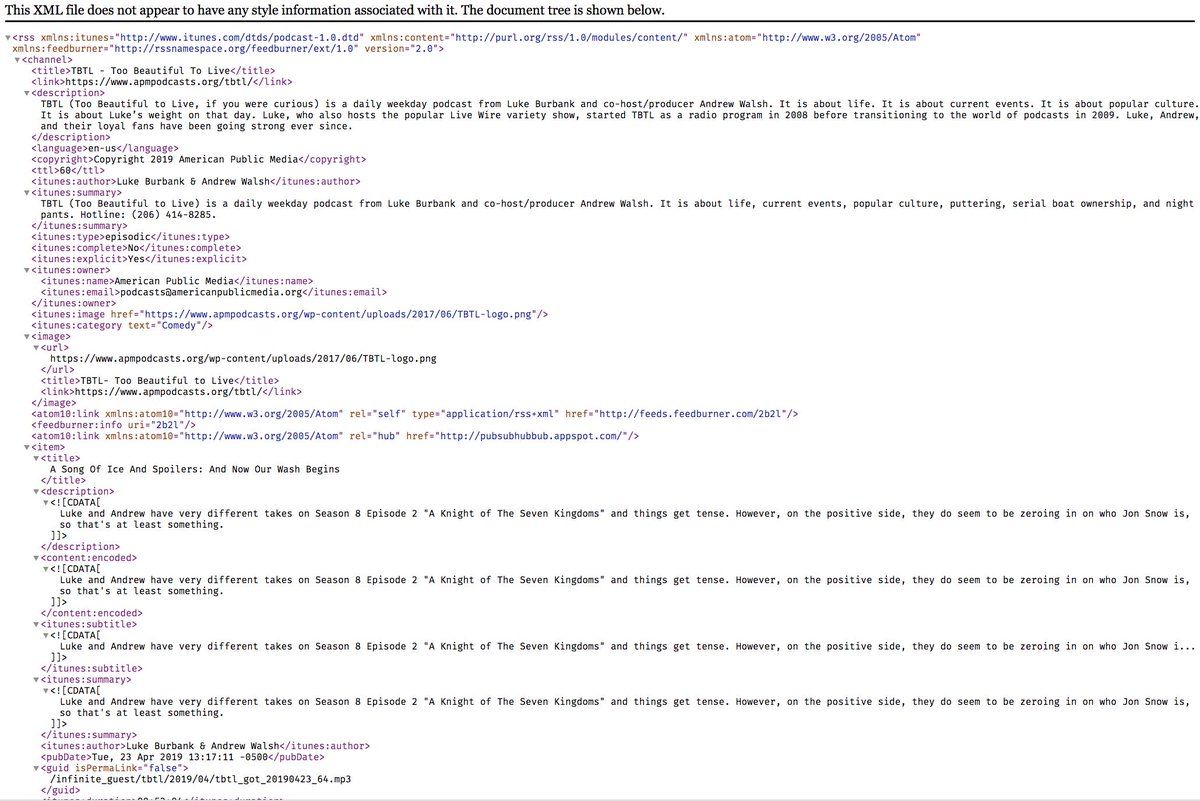 This XML file does not appear to have any style information associated with it. The document tree is shown below.
▼<rss xmlns:itunes="http://www.itunes.com/dtds/podcast-1.0.dtd" xmlns:content="http://purl.org/rss/1.0/modules/content/" xmlns:atom="http://www.w3.org/2005/Atom"
xmlns:feedburner="http://rssnamespace.org/feedburner/ext/1.0" version="2.0">
▼<channel>
<title>TBTL - Too Beautiful To Live</title>
<link>https://www.apmpodcasts.org/tbtl/</link>
▼<description>
TBTL (Too Beautiful to Live, if you were curious) is a daily weekday podcast from Luke Burbank and co-host/producer Andrew Walsh. It is about life. It is about current events. It is about popular culture.
It is about Luke’s weight on that day. Luke, who also hosts the popular Live Wire variety show, started TBTL as a radio program in 2008 before transitioning to the world of podcasts in 2009. Luke, Andrew,
and their loyal fans have been going strong ever since.
</description>
<language>en-us</language>
<copyright>Copyright 2019 American Public Media</copyright>
<ttl>60</ttl>
<itunes:author>Luke Burbank & Andrew Walsh</itunes:author>
▼<itunes:summary>
TBTL (Too Beautiful to Live) is a daily weekday podcast from Luke Burbank and co-host/producer Andrew Walsh. It is about life, current events, popular culture, puttering, serial boat ownership, and night
pants. Hotline: (206) 414-8285.
</itunes:summary>
<itunes:type>episodic</itunes:type>
<itunes:complete>No</itunes:complete>
<itunes:explicit>Yes</itunes:explicit>
▼<itunes:owner>
<itunes:name>American Public Media</itunes:name>
<itunes:email>podcasts@americanpublicmedia.org</itunes:email>
</itunes:owner>
<itunes:image href="https://www.apmpodcasts.org/wp-content/uploads/2017/06/TBTL-logo.png"/>
<itunes:category text="Comedy"/>
▼<image>
▼<url>
https://www.apmpodcasts.org/wp-content/uploads/2017/06/TBTL-logo.png
</url>
<title>TBTL- Too Beautiful to Live</title>
<link>https://www.apmpodcasts.org/tbtl/</link>
</image>
<atom10:link xmlns:atom10="http://www.w3.org/2005/Atom" rel="self" type="application/rss+xml" href="http://feeds.feedburner.com/2b2l"/>
<feedburner:info uri="2b2l"/>
<atom10:link xmlns:atom10="http://www.w3.org/2005/Atom" rel="hub" href="http://pubsubhubbub.appspot.com/"/>
▼<item>
▼<title>
A Song Of Ice And Spoilers: And Now Our Wash Begins
</title>
▼<description>
▼<![CDATA[
Luke and Andrew have very different takes on Season 8 Episode 2 "A Knight of The Seven Kingdoms" and things get tense. However, on the positive side, they do seem to be zeroing in on who Jon Snow is,
so that's at least something.
]]>
</description>
▼<content:encoded>
▼<![CDATA[
Luke and Andrew have very different takes on Season 8 Episode 2 "A Knight of The Seven Kingdoms" and things get tense. However, on the positive side, they do seem to be zeroing in on who Jon Snow is,
so that's at least something.
]]>
</content:encoded>
▼<itunes:subtitle>
▼<![CDATA[
Luke and Andrew have very different takes on Season 8 Episode 2 "A Knight of The Seven Kingdoms" and things get tense. However, on the positive side, they do seem to be zeroing in on who Jon Snow i...
]]>
</itunes:subtitle>
▼<itunes:summary>
▼<![CDATA[
Luke and Andrew have very different takes on Season 8 Episode 2 "A Knight of The Seven Kingdoms" and things get tense. However, on the positive side, they do seem to be zeroing in on who Jon Snow is,
so that's at least something.
]]>
</itunes:summary>
<itunes:author>Luke Burbank & Andrew Walsh</itunes:author>
<pubDate>Tue, 23 Apr 2019 13:17:11 -0500</pubDate>
▼<guid isPermaLink="false">
/infinite_guest/tbtl/2019/04/tbtl_got_20190423_64.mp3
</guid>